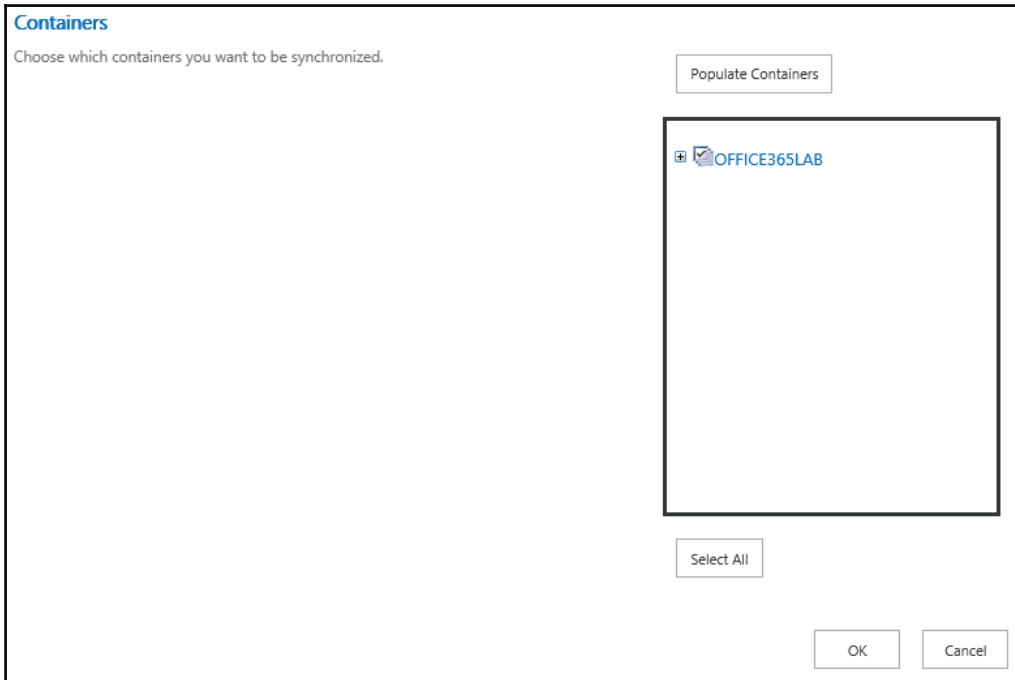 Containers
Choose which containers you want to be synchronized.
Populate Containers
OFFICE365LAB
Select All
OK
Cancel